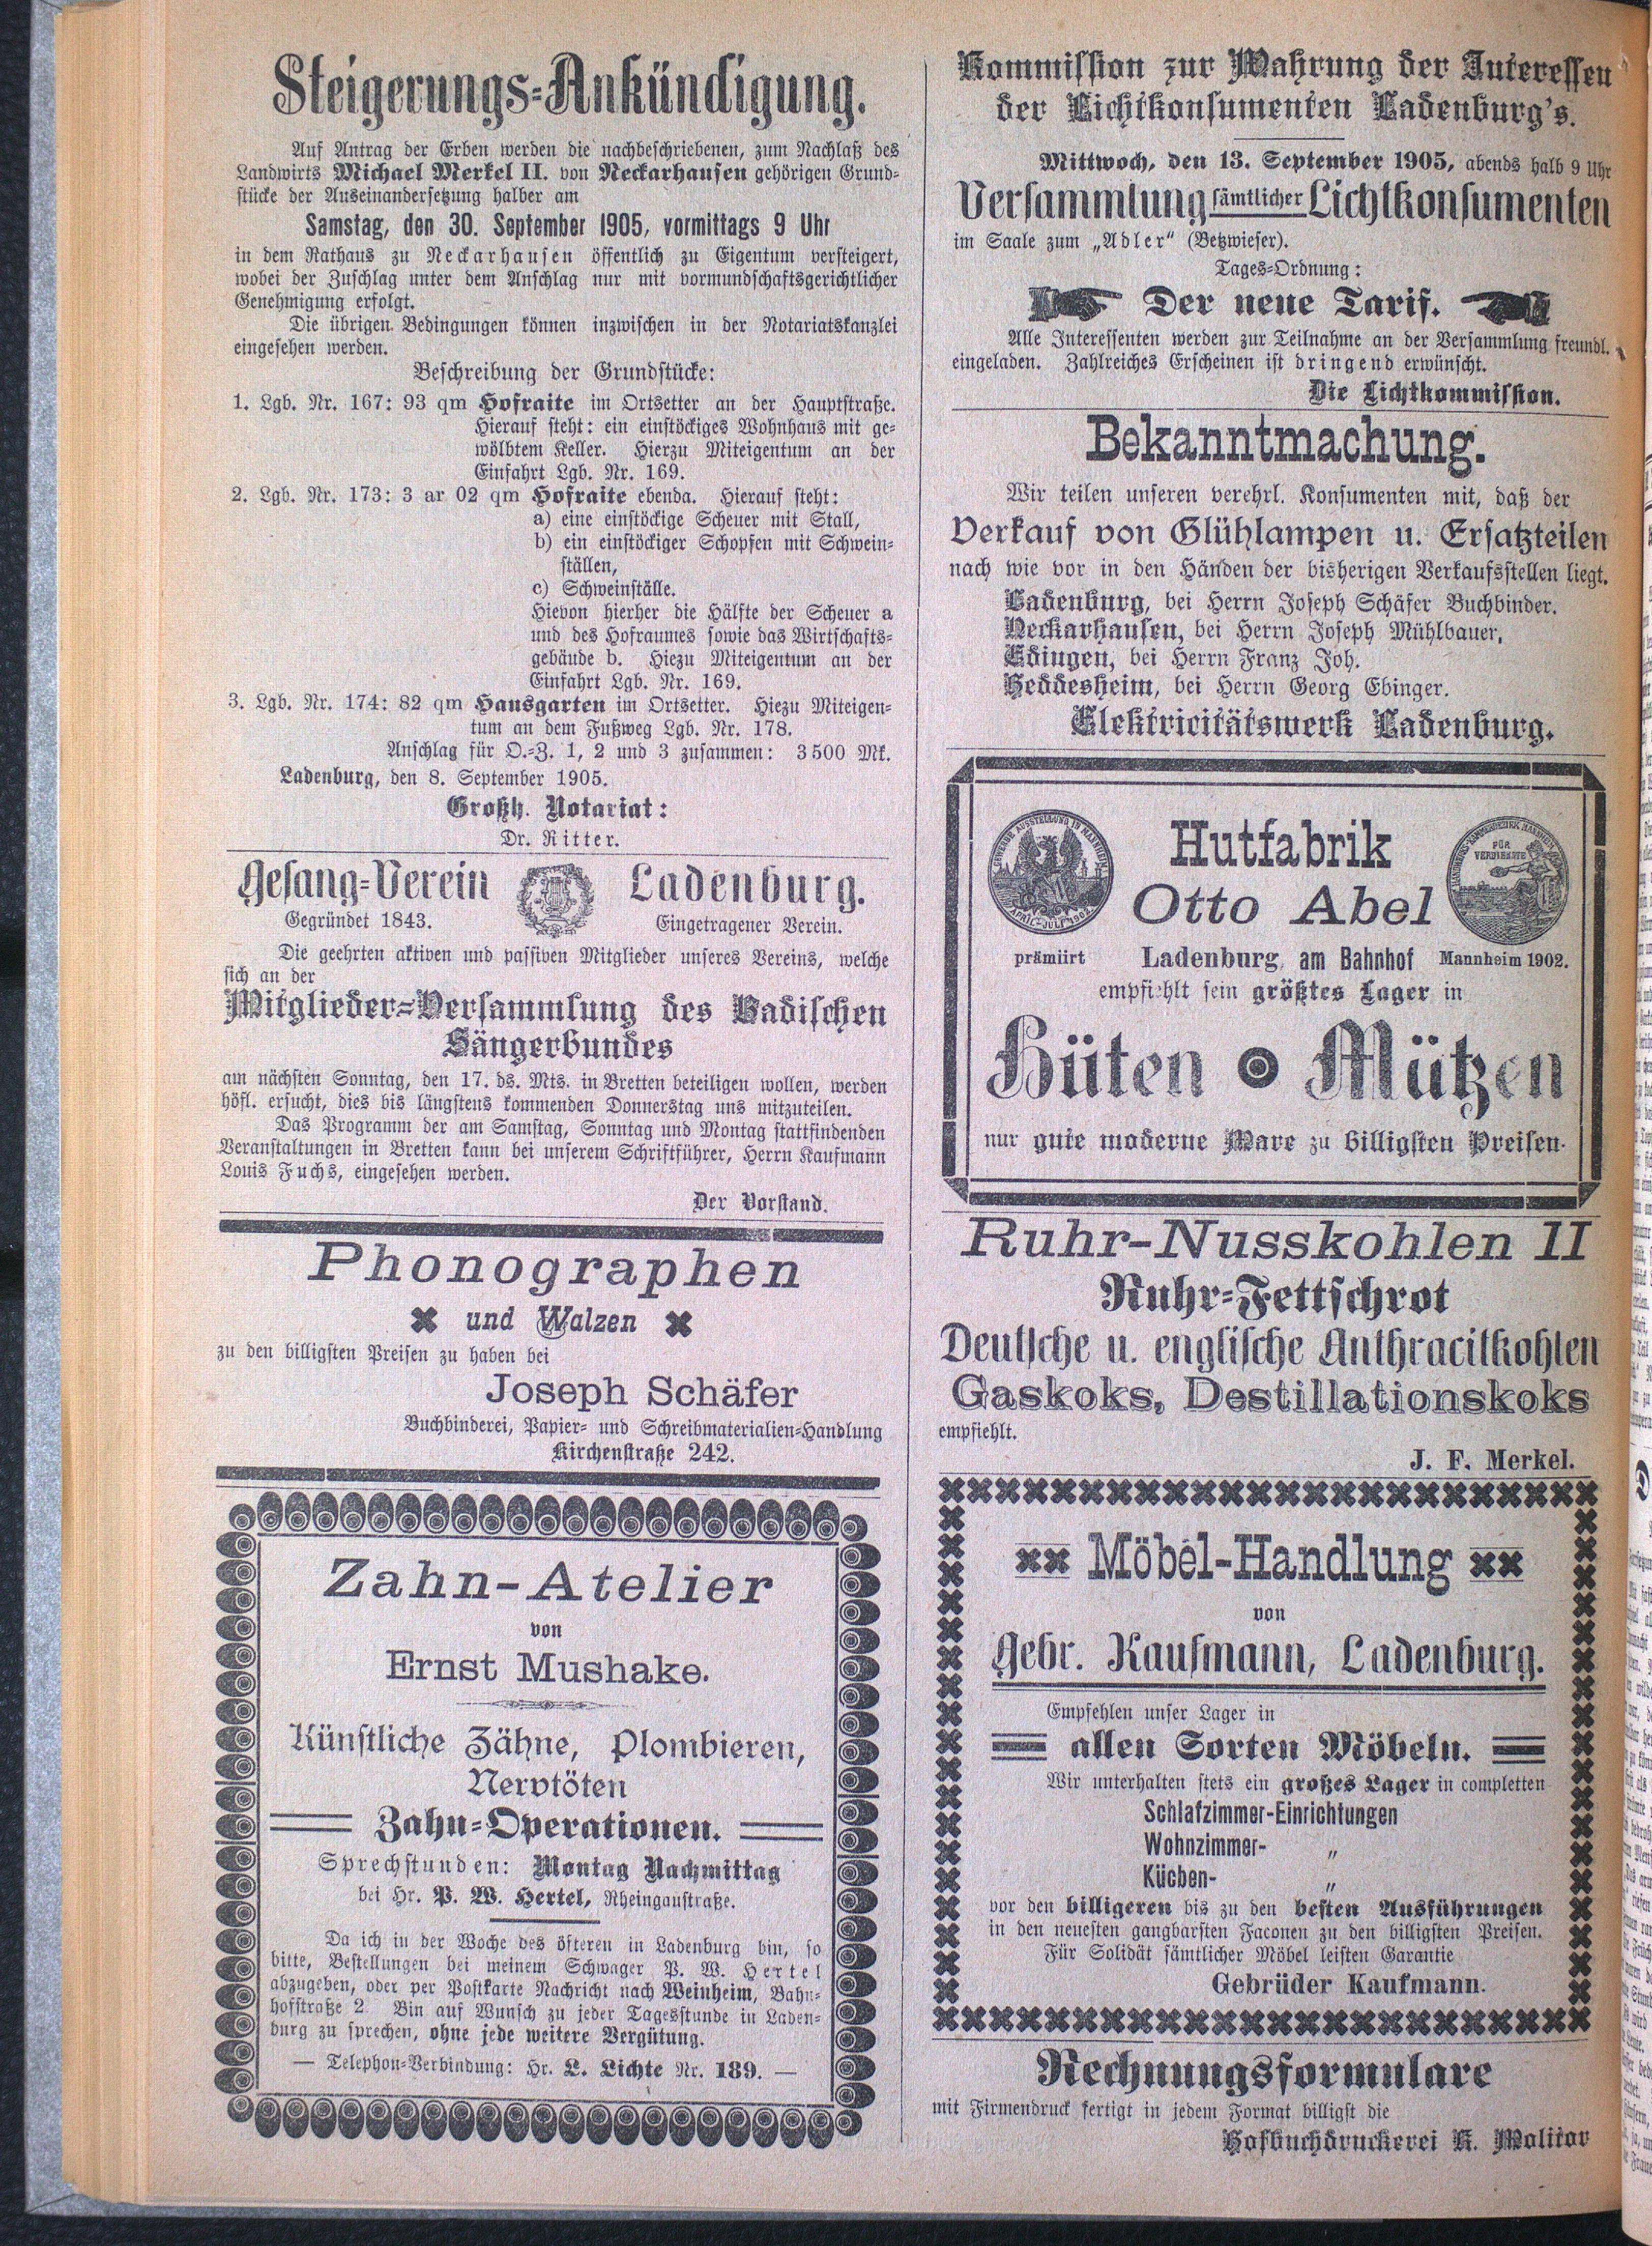 Steigerungs-Ankündigung.
Auf Antrag der Erben werden die nachbeschriebenen, zum Nachlaß des
Landwirts Michael Merkel II. von Neckarhausen gehörigen Grund-
stücke der Auseinandersetzung halber am
Samstag, den 30. September 1905, vormittags 9 Uhr
in dem Rathaus zu Neckarhausen öffentlich zu Eigentum versteigert,
wobei der Zuschlag unter dem Anschlag nur mit vormundschaftsgerichtlicher
Genehmigung erfolgt.
Die übrigen Bedingungen können inzwischen in der Notariatskanzlei
eingesehen werden.
Beschreibung der Grundstücke:
1. Lgb. Nr. 167: 93 qm Hofraite im Ortsetter an der Hauptstraße.
Hierauf steht: ein einstöckiges Wohnhaus mit ge-
wölbtem Keller. Hierzu Miteigentum an der
Einfahrt Lgb. Nr. 169.
2. Lgb. Nr. 173: 3 ar 02 qm Hofraite ebenda. Hierauf steht:
a) eine einstöckige Scheuer mit Stall,
b) ein einstöckiger Schopfen mit Schwein-
ställen,
c) Schweinställe.
Hievon hierher die Hälfte der Scheuer a
und des Hofraumes sowie das Wirtschafts-
gebäude b. Hiezu Miteigentum an der
Einfahrt Lgb. Nr. 169.
3. Lgb. Nr. 174: 82 qm Hausgarten im Ortsetter. Hiezu Miteigen-
tum an dem Fußweg Lgb. Nr. 178.
Anschlag für O.-Z. 1, 2 und 3 zusammen: 3500 Mk.
Ladenburg, den 8. September 1905.
Großh. Notariat:
Dr. Ritter.
Gesang-Verein Ladenburg.
Gegründet 1843. Eingetragener Verein.
Die geehrten aktiven und passiven Mitglieder unseres Vereins, welche
sich an der
Mitglieder-Versammlung des Badischen
Sängerbundes
am nächsten Sonntag, den 17. ds. Mts. in Bretten beteiligen wollen, werden
höfl. ersucht, dies bis längstens kommenden Donnerstag uns mitzuteilen.
Das Programm der am Samstag, Sonntag und Montag stattfindenden
Veranstaltungen in Bretten kann bei unserem Schriftführer, Herrn Kaufmann
Louis Fuchs, eingesehen werden.
Der Vorstand.
Phonographen
und Walzen
zu den billigsten Preisen zu haben bei
Joseph Schäfer
Buchbinderei, Papier- und Schreibmaterialien-Handlung
Kirchenstraße 242.
Zahn-Atelier
von
Ernst Mushake.
Künstliche Zähne, Plombieren,
Nervtöten
Zahn-Operationen.
Sprechstunden: Montag Nachmittag
bei Hr. P. W. Hertel, Rheingaustraße.
Da ich in der Woche des öfteren in Ladenburg bin, so
bitte, Bestellungen bei meinem Schwager P. W. Hertel
abzugeben, oder per Postkarte Nachricht nach Weinheim, Bahn-
hofstraße 2. Bin auf Wunsch zu jeder Tagesstunde in Laden-
burg zu sprechen, ohne jede weitere Vergütung.
— Telephon-Verbindung: Hr. L. Lichte Nr. 189. —
Kommission zur Wahrung der Interessen
der Lichtkonsumenten Ladenburg's.
Mittwoch, den 13. September 1905, abends halb 9 Uhr
Versammlung sämtlicher Lichtkonsumenten
im Saale zum „Adler“ (Betzwieser).
Tages-Ordnung:
Der neue Tarif.
Alle Interessenten werden zur Teilnahme an der Versammlung freundl.
eingeladen. Zahlreiches Erscheinen ist dringend erwünscht.
Die Lichtkommission.
Bekanntmachung.
Wir teilen unseren verehrl. Konsumenten mit, daß der
Verkauf von Glühlampen u. Ersatzteilen
nach wie vor in den Händen der bisherigen Verkaufsstellen liegt.
Ladenburg, bei Herrn Joseph Schäfer Buchbinder.
Neckarhausen, bei Herrn Joseph Mühlbauer,
Edingen, bei Herrn Franz Joh.
Heddesheim, bei Herrn Georg Ebinger.
Elektricitätswerk Ladenburg.
GEWERBE AUSSTELLUNG IN MANNHEIM
APRIL-JULI 1902
FÜR
VERDIENSTE
Hutfabrik
Otto Abel
prämiirt Ladenburg am Bahnhof Mannheim 1902.
empfiehlt sein größtes Lager in
Hüten Mützen
nur gute moderne Ware zu billigsten Preisen.
Ruhr-Nusskohlen II
Ruhr-Fettschrot
Deutsche u. englische Anthracitkohlen
Gaskoks, Destillationskoks
empfiehlt.
J. F. Merkel.
Möbel-Handlung
von
Gebr. Kaufmann, Ladenburg.
Empfehlen unser Lager in
allen Sorten Möbeln.
Wir unterhalten stets ein großes Lager in completten
Schlafzimmer-Einrichtungen
Wohnzimmer- „
Küchen- „
vor den billigeren bis zu den besten Ausführungen
in den neuesten gangbarsten Faconen zu den billigsten Preisen.
Für Solidät sämtlicher Möbel leisten Garantie
Gebrüder Kaufmann.
Rechnungsformulare
mit Firmendruck fertigt in jedem Format billigst die
Hofbuchdruckerei K. Molitor